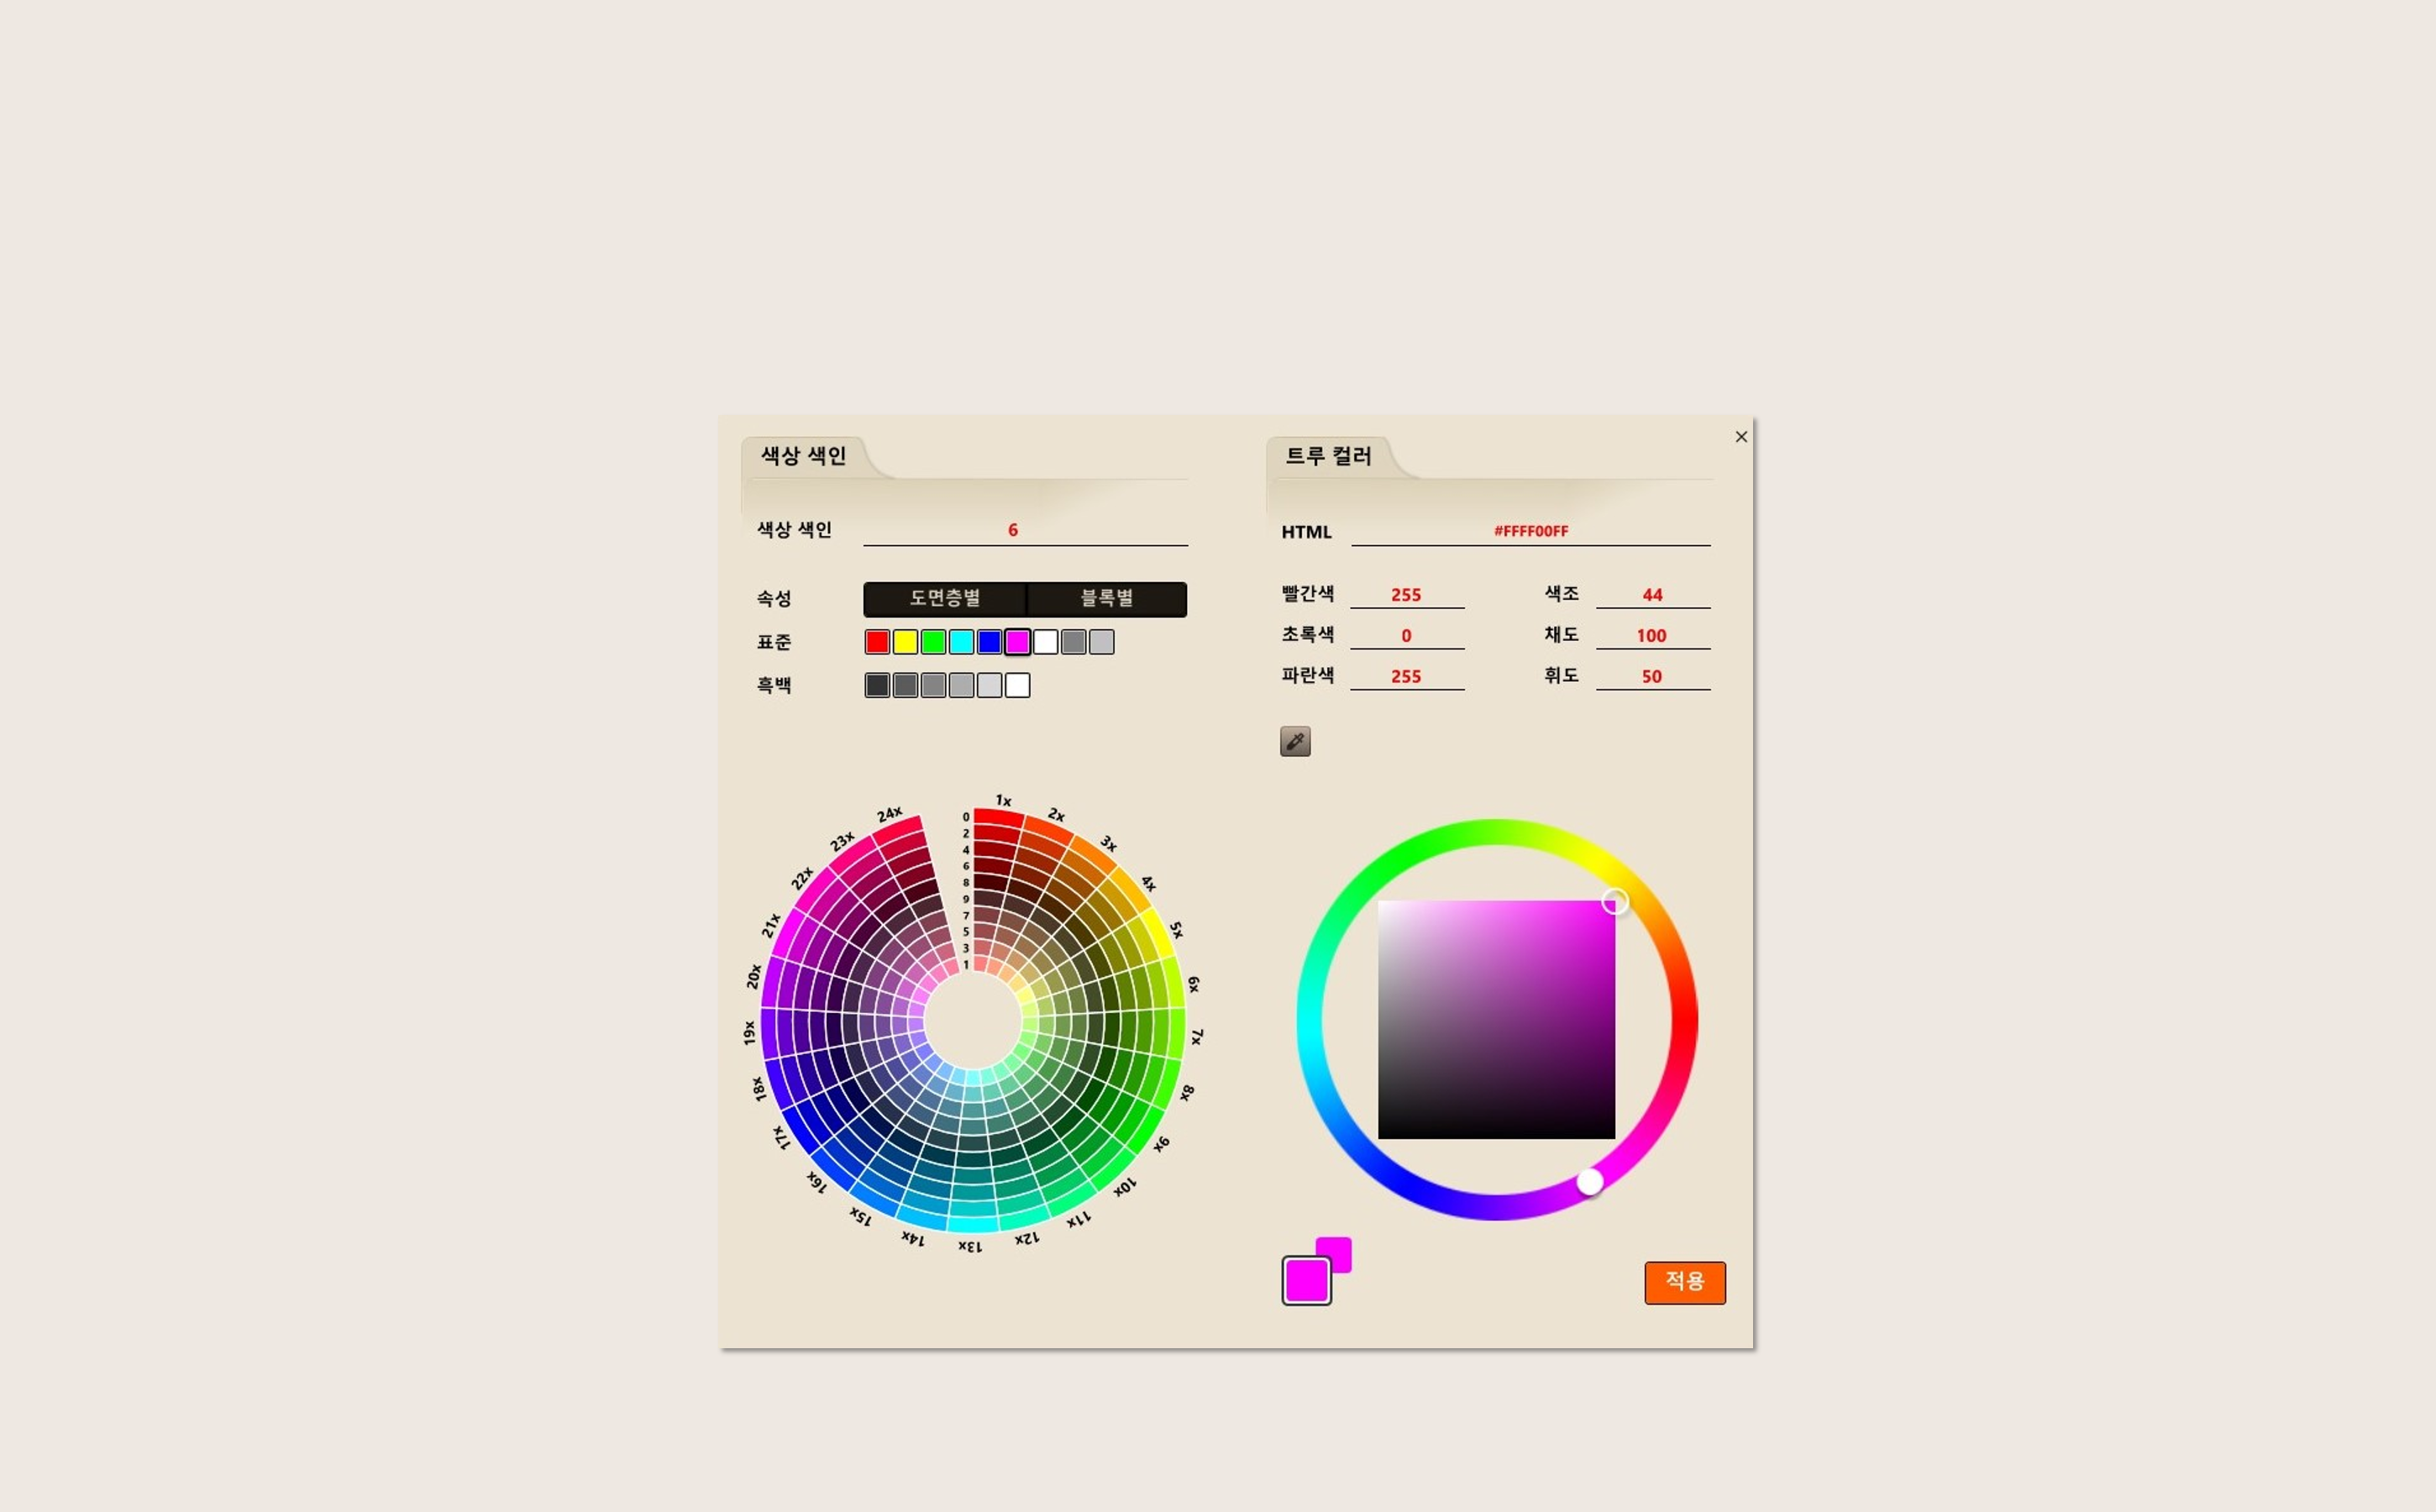 색상 색인
색상 색인 6
속성 도면층별 블록별
표준
흑백
1x
2x
3x
4x
5x
6x
7x
8x
9x
10x
11x
12x
13x
14x
15x
16x
17x
18x
19x
20x
21x
22x
23x
24x
0
2
4
6
8
9
7
5
3
1
트루 컬러
HTML #FFFF00FF
빨간색 255 색조 44
초록색 0 채도 100
파란색 255 휘도 50
적용